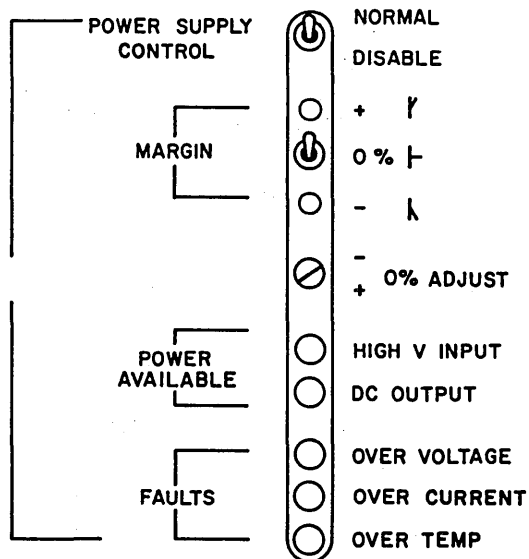 POWER SUPPLY
CONTROL
NORMAL
DISABLE
MARGIN
+
0 %
-
-
+
0% ADJUST
POWER
AVAILABLE
HIGH V INPUT
DC OUTPUT
FAULTS
OVER VOLTAGE
OVER CURRENT
OVER TEMP